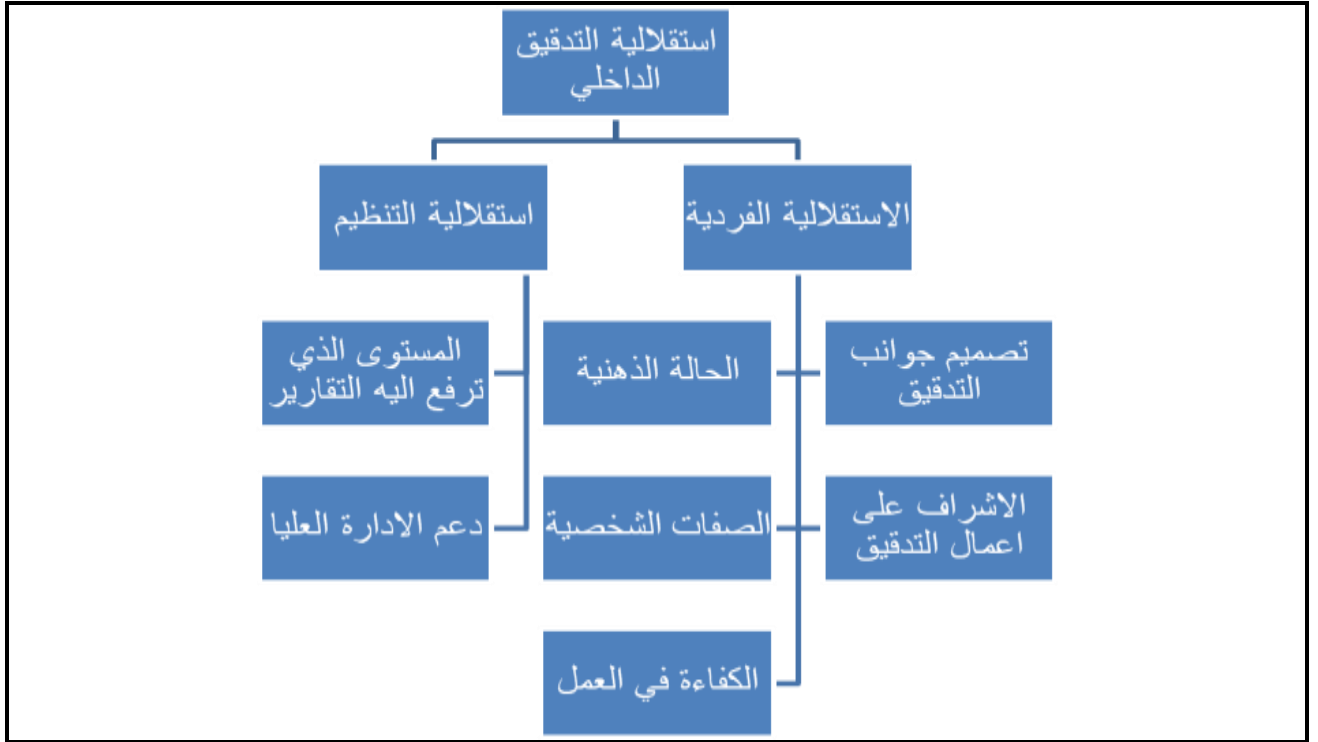 استقلالية التدقيق
الداخلي
الاستقلالية الفردية
استقلالية التنظيم
تصميم جوانب
التدقيق
الحالة الذهنية
المستوى الذي
ترفع اليه التقارير
الاشراف على
اعمال التدقيق
الصفات الشخصية
دعم الادارة العليا
الكفاءة في العمل